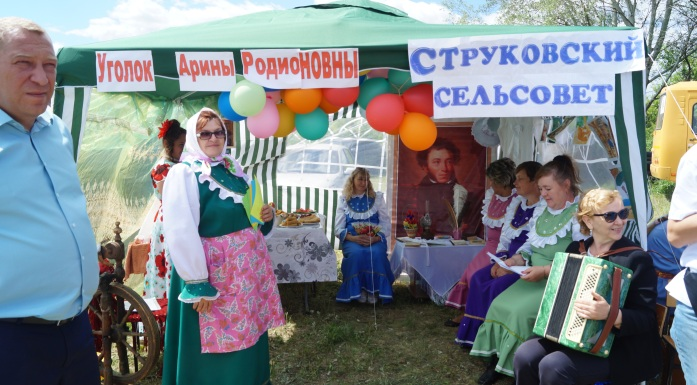 Уголок Арины Родионовны
Струковский
сельсовет